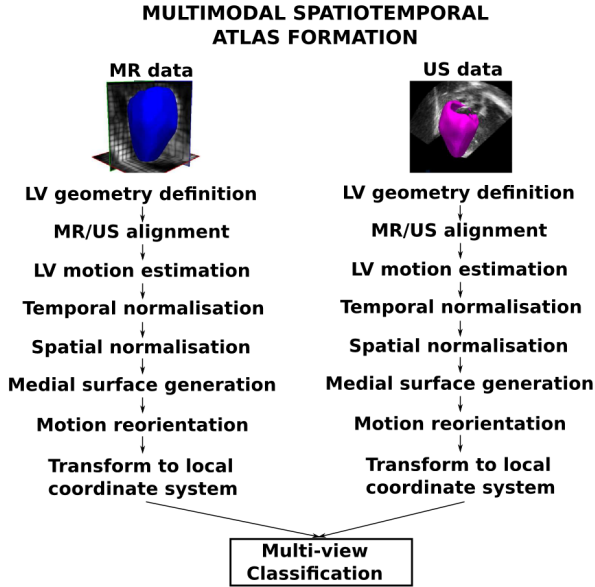 MULTIMODAL SPATIOTEMPORAL
ATLAS FORMATION
MR data
LV geometry definition
MR/US alignment
LV motion estimation
Temporal normalisation
Spatial normalisation
Medial surface generation
Motion reorientation
Transform to local
coordinate system
US data
LV geometry definition
MR/US alignment
LV motion estimation
Temporal normalisation
Spatial normalisation
Medial surface generation
Motion reorientation
Transform to local
coordinate system
Multi-view
Classification